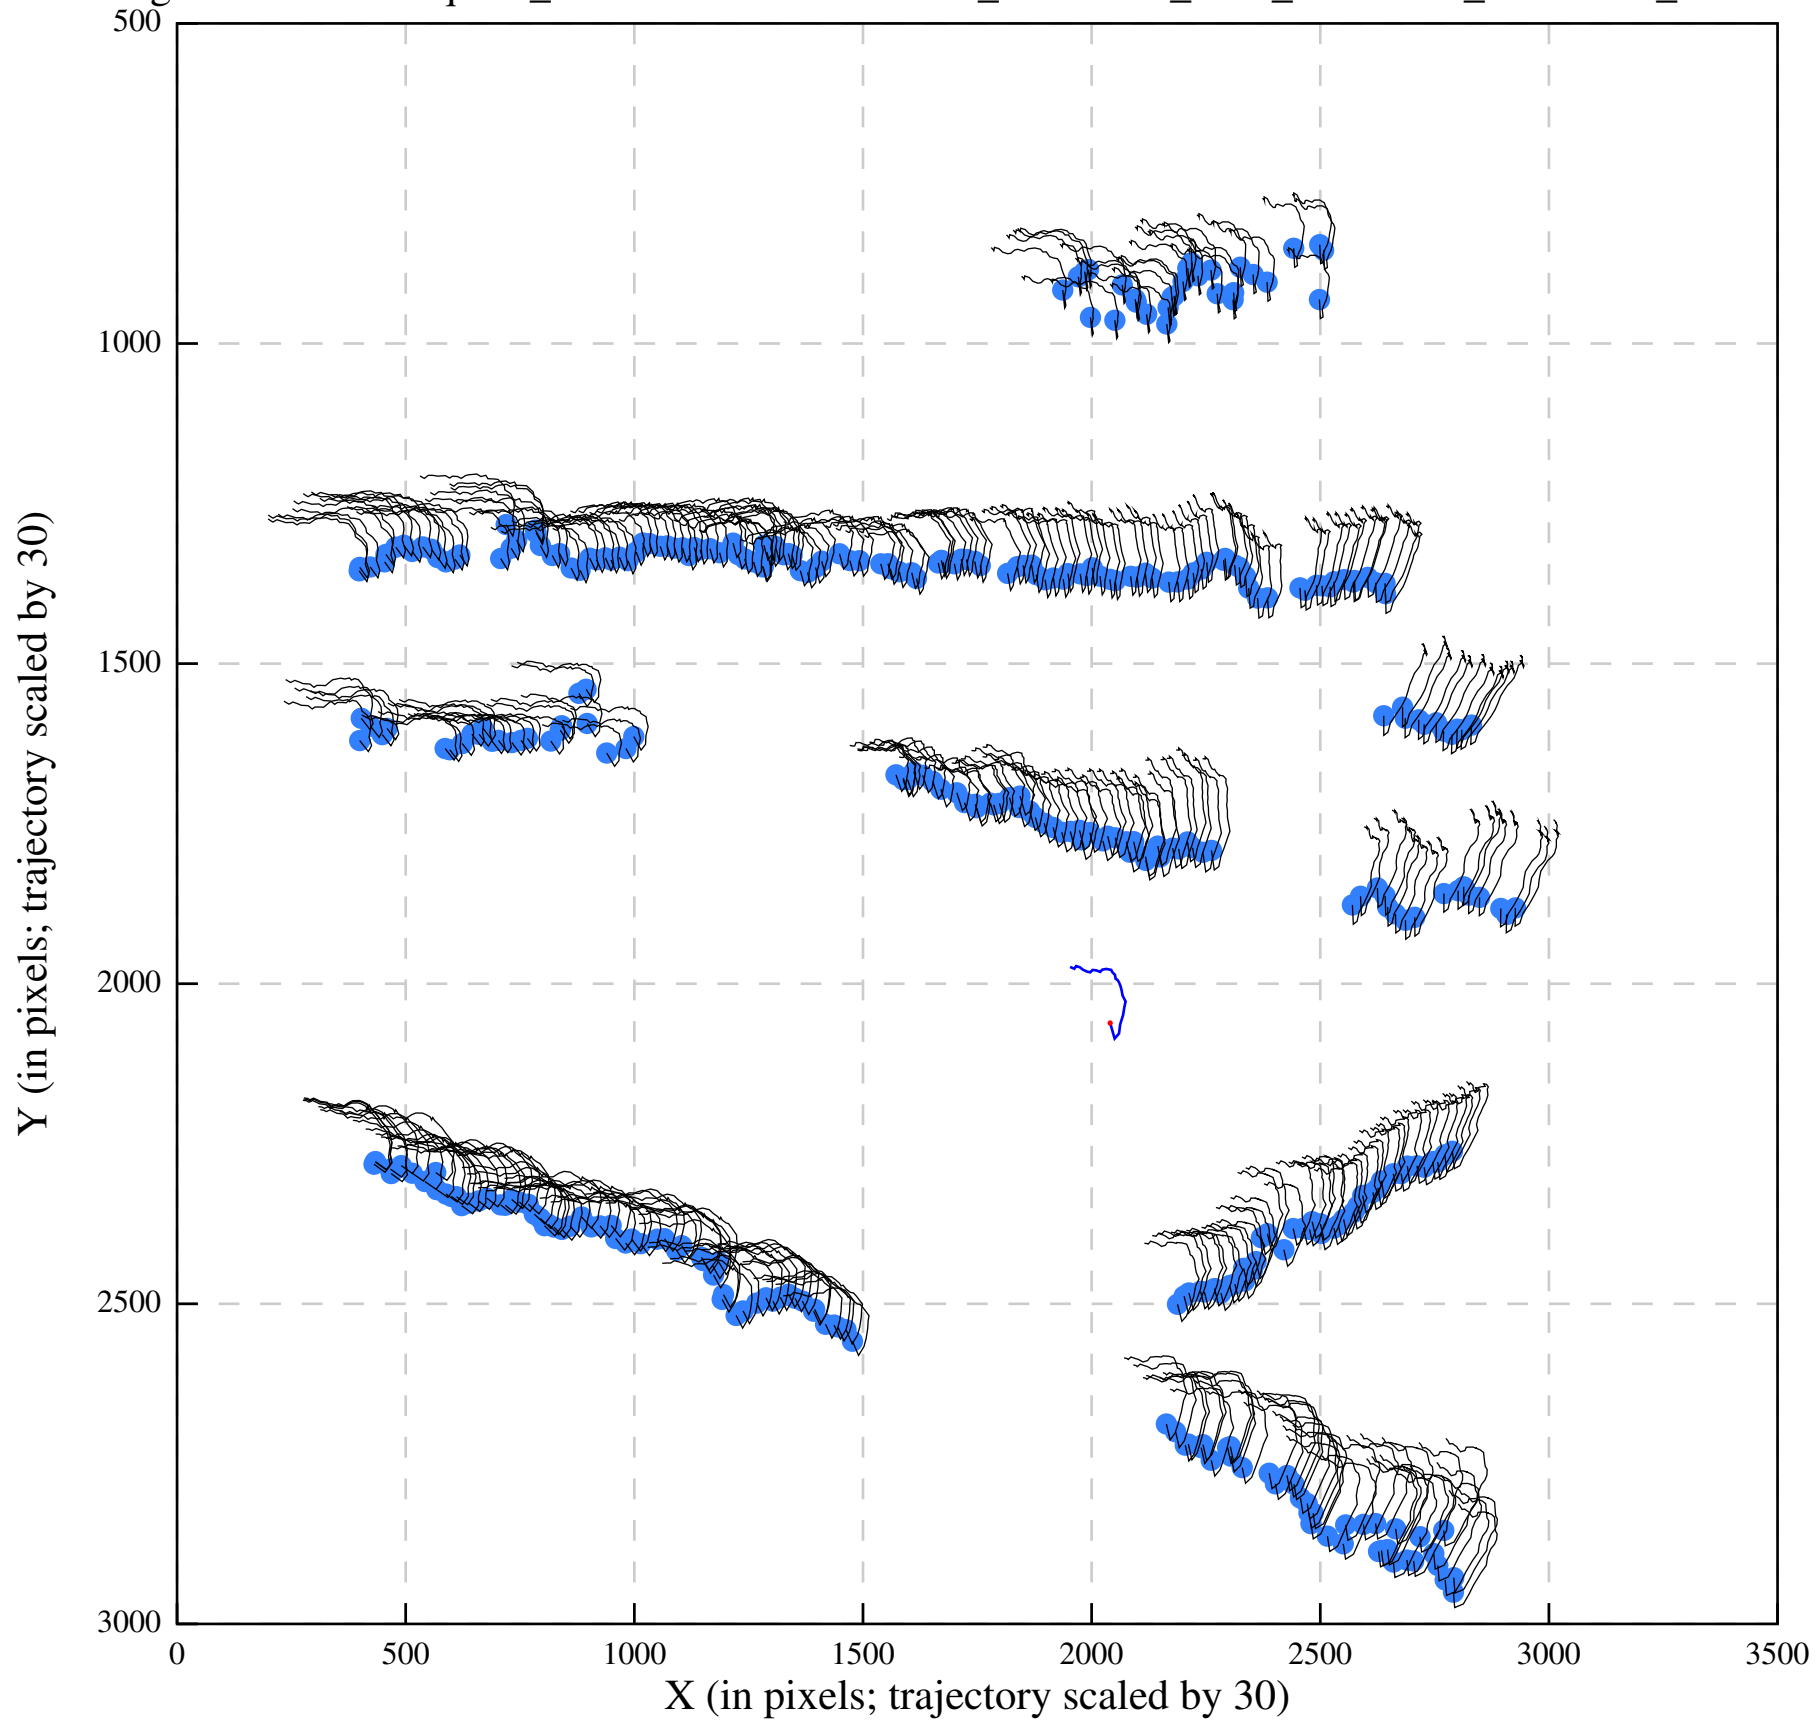 500
1000
1500
2000
2500
3000
0 500 1000 1500 2000 2500 3000 3500
X (in pixels; trajectory scaled by 30)
Y (in pixels; trajectory scaled by 30)